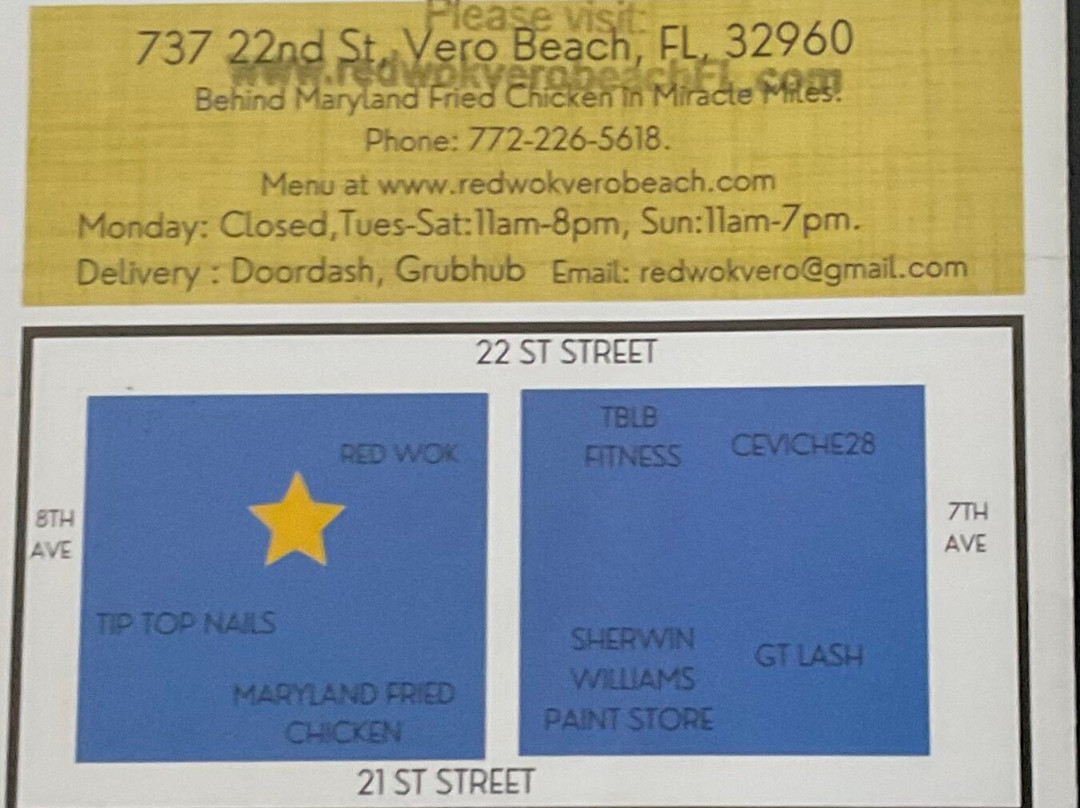 Please visit:
737 22nd St, Vero Beach, FL, 32960
www.redwokverobeachFL.com
Behind Maryland Fried Chicken in Miracle Miles.
Phone: 772-226-5618.
Menu at www.redwokverobeach.com
Monday: Closed,Tues-Sat:11am-8pm, Sun:11am-7pm.
Delivery : Doordash, Grubhub Email: redwokvero@gmail.com
22 ST STREET
RED WOK
TBLB
FITNESS
CEVICHE28
8TH
AVE
7TH
AVE
TIP TOP NAILS
MARYLAND FRIED
CHICKEN
SHERWIN
WILLIAMS
PAINT STORE
GT LASH
21 ST STREET